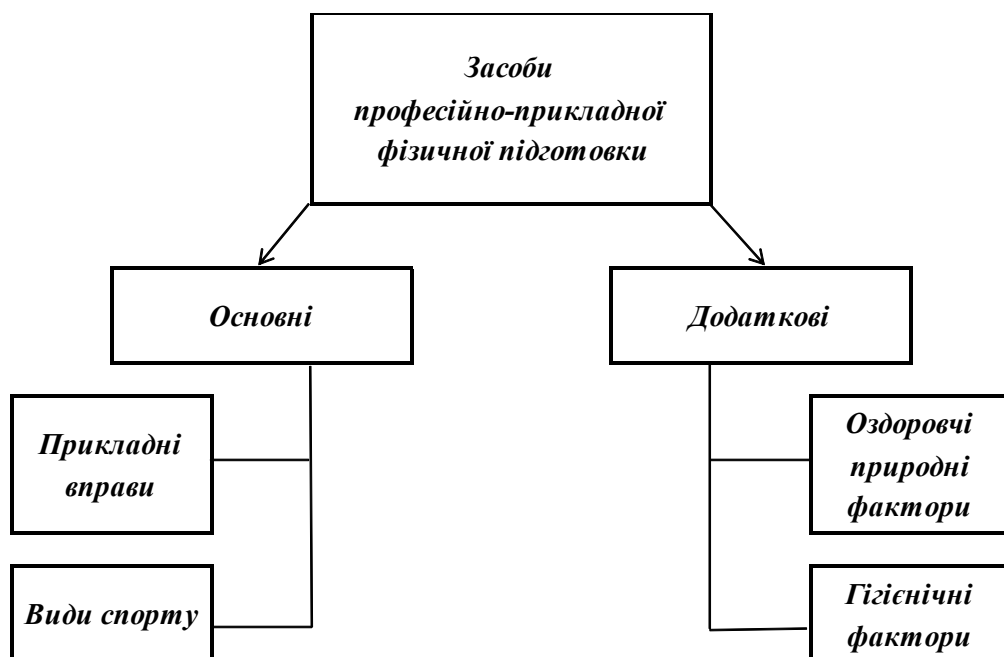 Засоби
професійно-прикладної
фізичної підготовки
Основні
Додаткові
Прикладні
вправи
Оздоровчі
природні
фактори
Види спорту
Гігієнічні
фактори